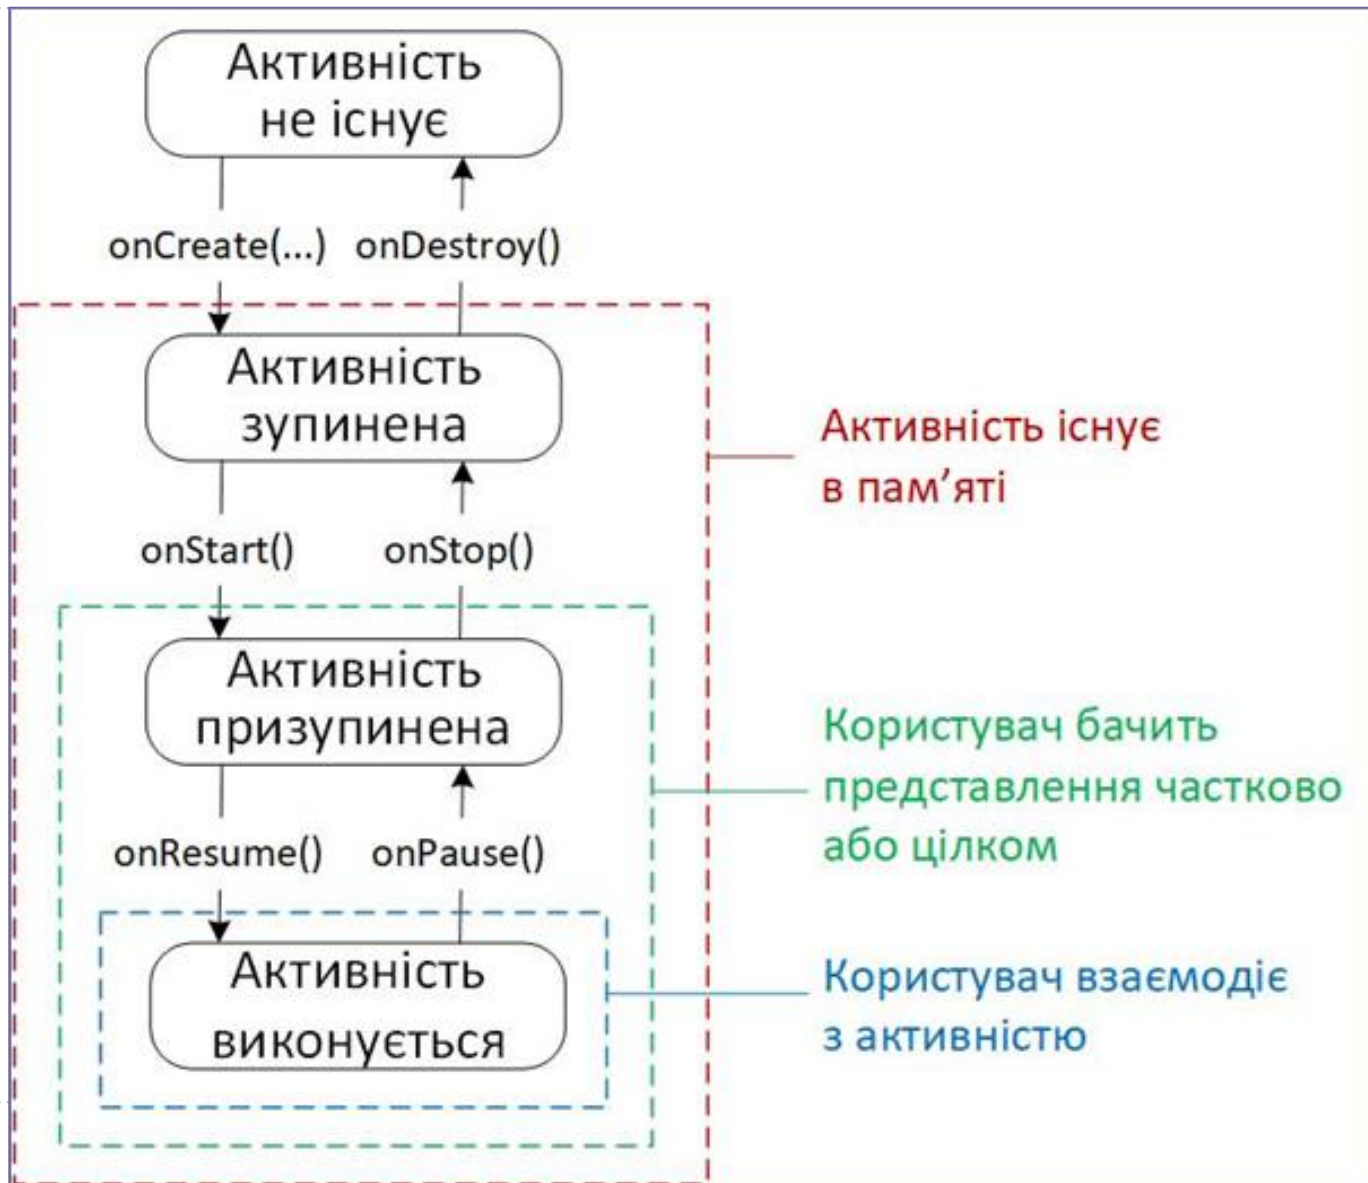 Активність
не існує
onCreate(...) onDestroy()
Активність
зупинена
onStart() onStop()
Активність
призупинена
onResume() onPause()
Активність
виконується
Активність існує
в пам’яті
Користувач бачить
представлення частково
або цілком
Користувач взаємодіє
з активністю